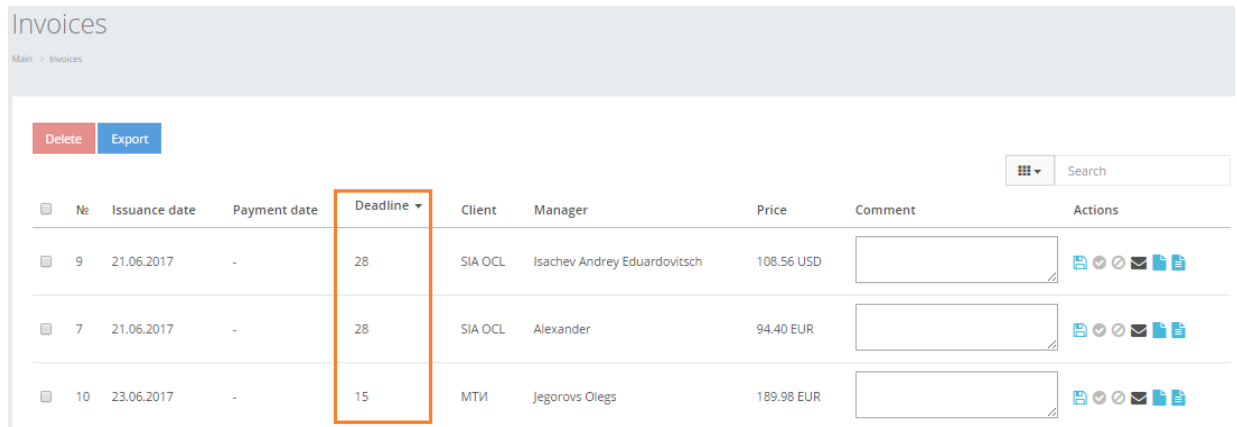 Invoices
Main > Invoices
Delete Export
Search
№ Issuance date Payment date Deadline Client Manager Price Comment Actions
9 21.06.2017 - 28 SIA OCL Isachev Andrey Eduardovitsch 108.56 USD
7 21.06.2017 - 28 SIA OCL Alexander 94.40 EUR
10 23.06.2017 - 15 МТИ Jegorovs Olegs 189.98 EUR